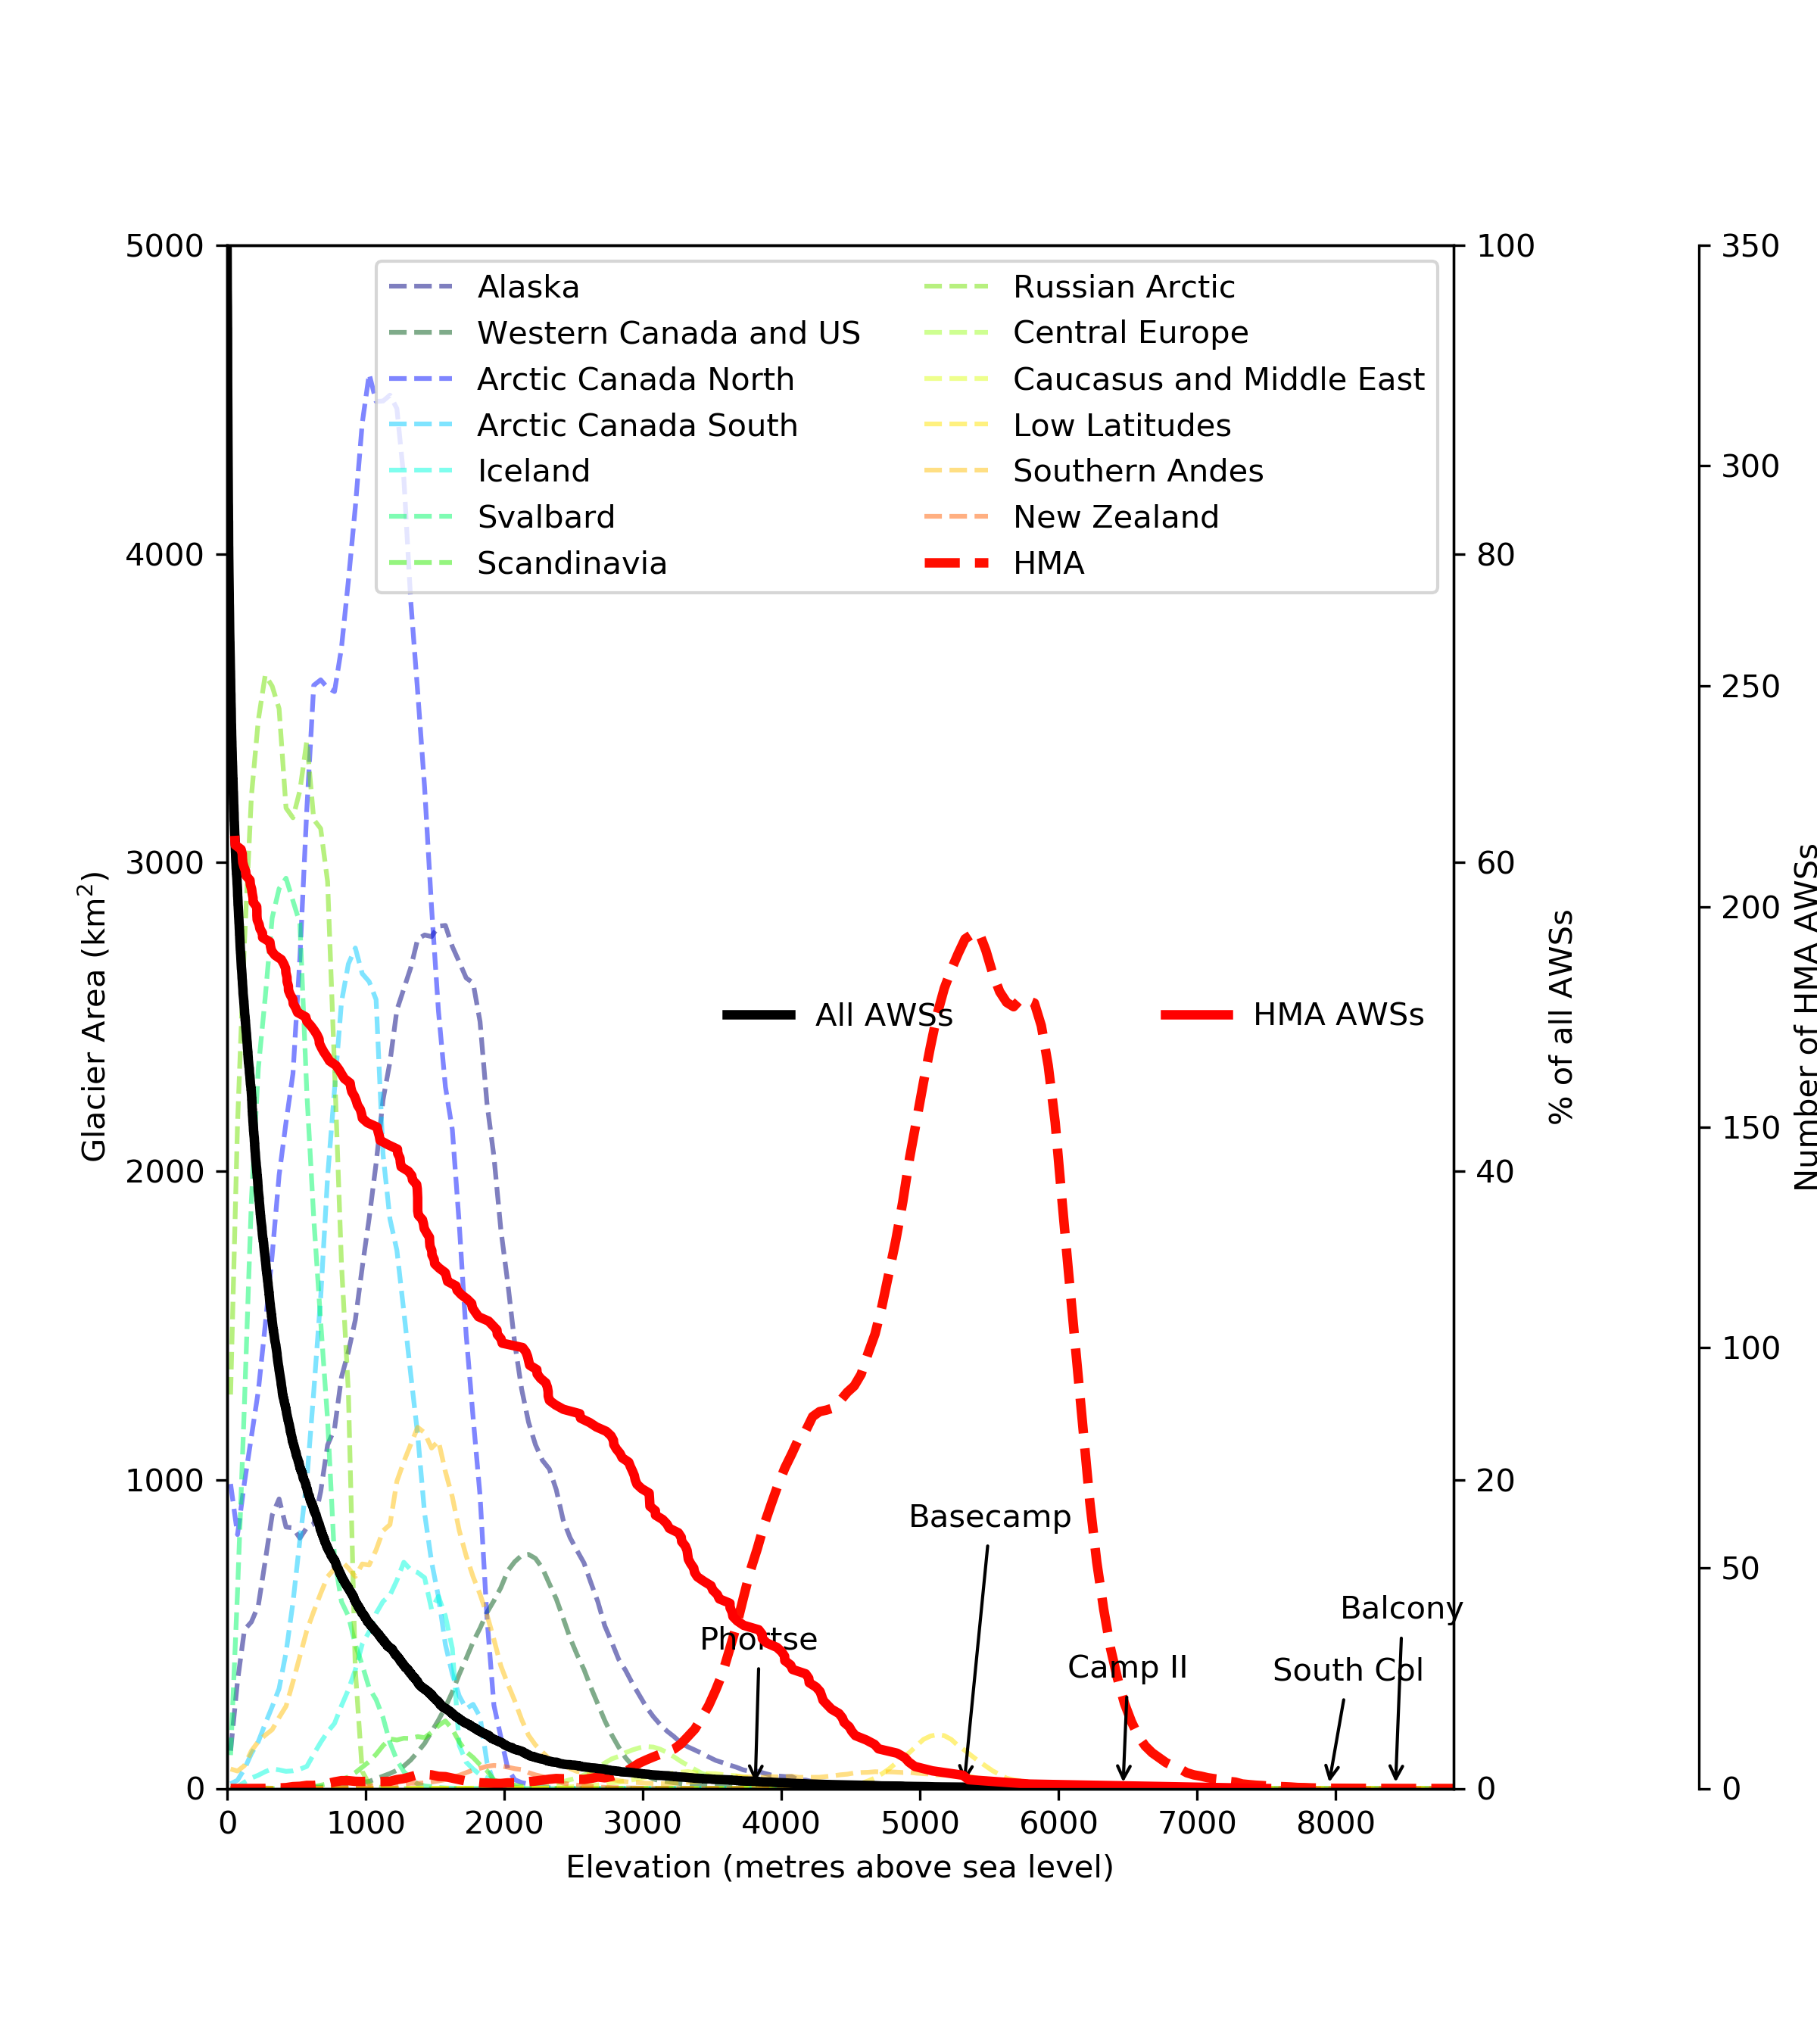 5000
4000
3000
2000
1000
0
Glacier Area (km²)
Alaska
Western Canada and US
Arctic Canada North
Arctic Canada South
Iceland
Svalbard
Scandinavia
Russian Arctic
Central Europe
Caucasus and Middle East
Low Latitudes
Southern Andes
New Zealand
HMA
All AWSs
HMA AWSs
Basecamp
Phortse
Camp II
South Col
Balcony
100
80
60
40
20
0
% of all AWSs
350
300
250
200
150
100
50
0
Number of HMA AWSs
0 1000 2000 3000 4000 5000 6000 7000 8000
Elevation (metres above sea level)